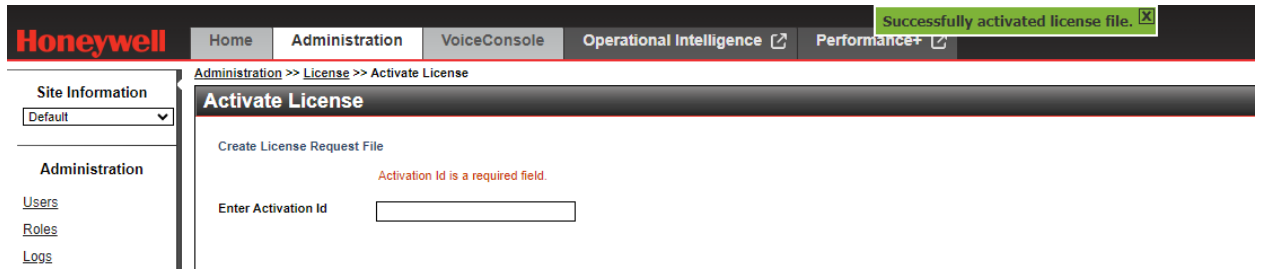 Successfully activated license file. X
Honeywell
Home Administration VoiceConsole Operational Intelligence Performance+
Administration >> License >> Activate License
Site Information
Default
Activate License
Create License Request File
Activation Id is a required field.
Enter Activation Id
Administration
Users
Roles
Logs